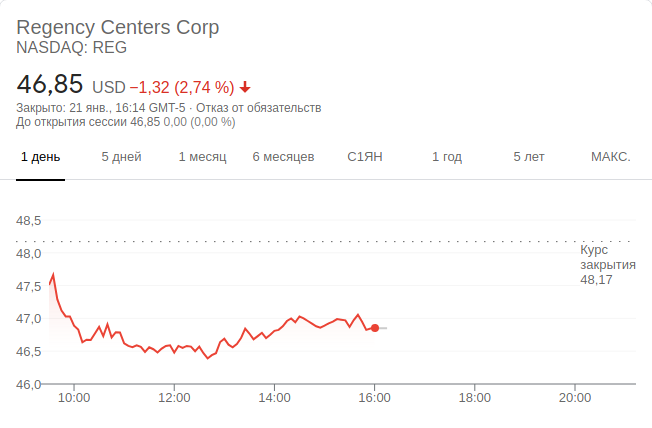 Regency Centers Corp
NASDAQ: REG
46,85 USD −1,32 (2,74 %)
Закрыто: 21 янв., 16:14 GMT-5 · Отказ от обязательств
До открытия сессии 46,85 0,00 (0,00 %)
1 день 5 дней 1 месяц 6 месяцев С1ЯН 1 год 5 лет МАКС.
48,5
48,0
47,5
47,0
46,5
46,0
Курс
закрытия
48,17
10:00 12:00 14:00 16:00 18:00 20:00